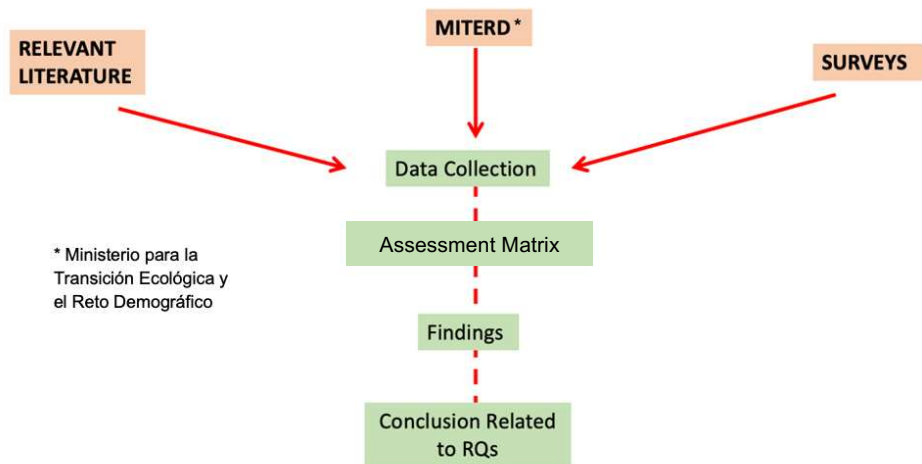 MITERD *
RELEVANT
LITERATURE
SURVEYS
Data Collection
Assessment Matrix
* Ministerio para la
Transición Ecológica y
el Reto Demográfico
Findings
Conclusion Related
to RQs